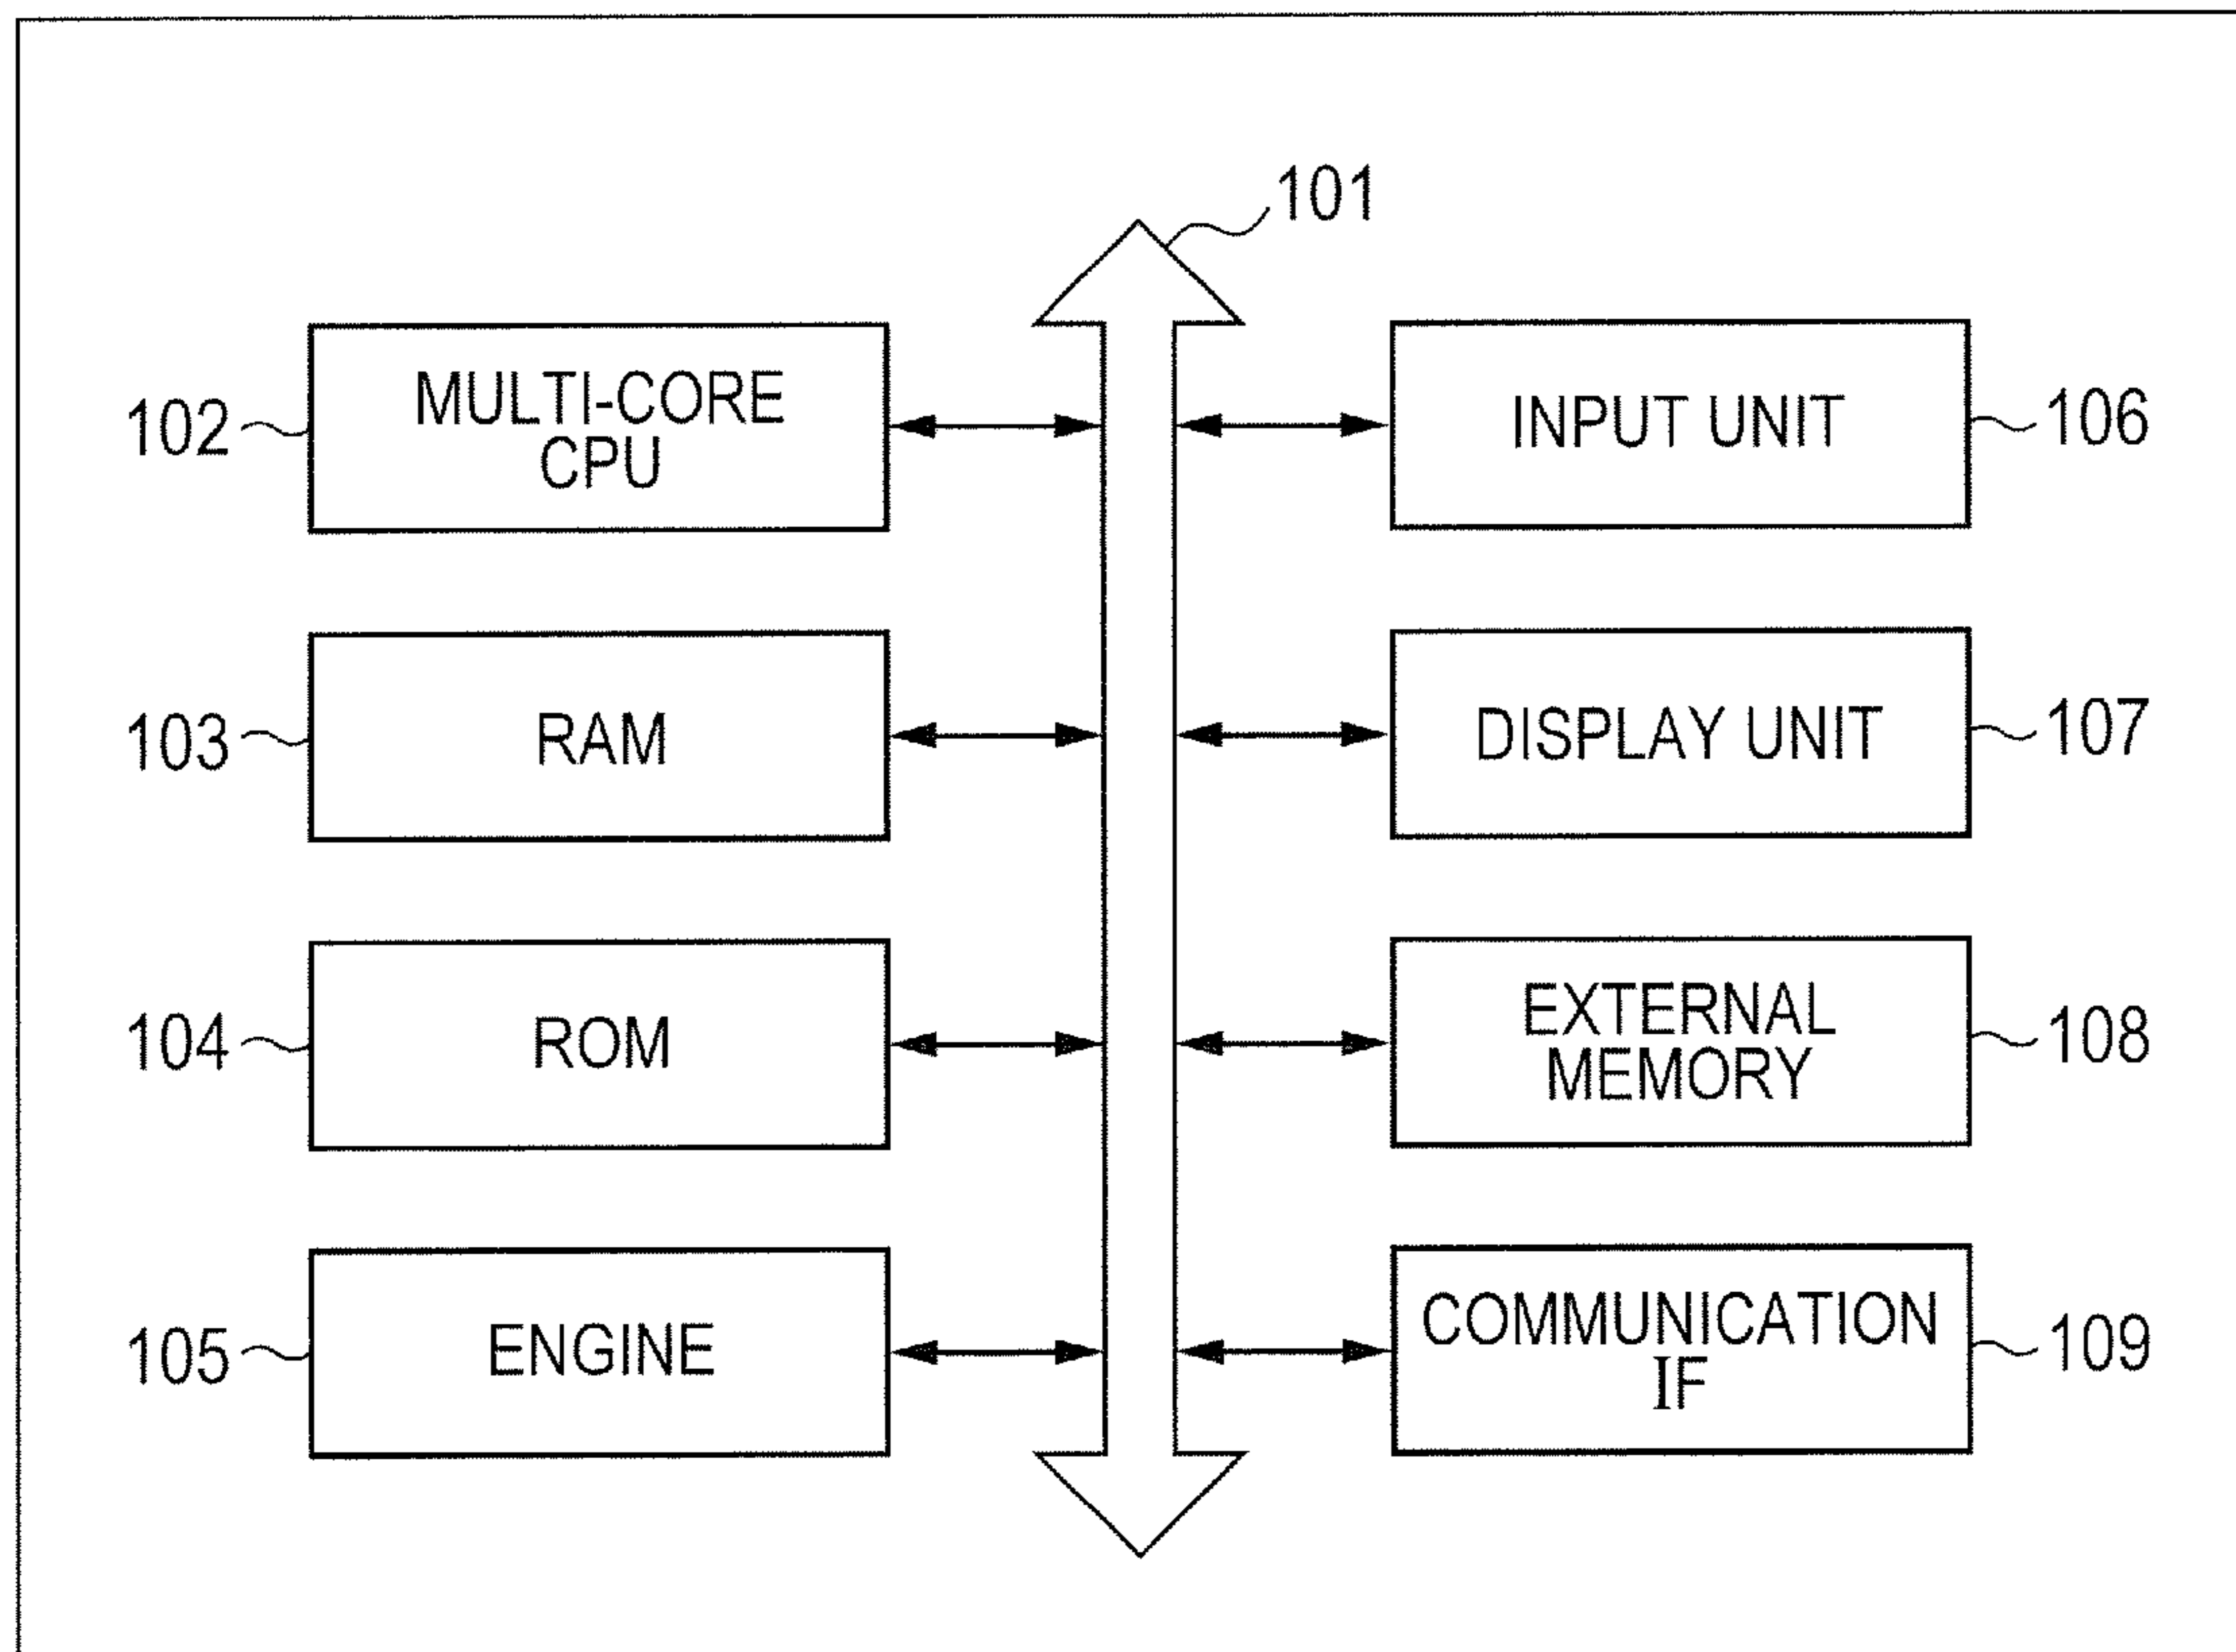 101
102
MULTI-CORE
CPU
INPUT UNIT
106
103
RAM
DISPLAY UNIT
107
104
ROM
EXTERNAL
MEMORY
108
105
ENGINE
COMMUNICATION
IF
109